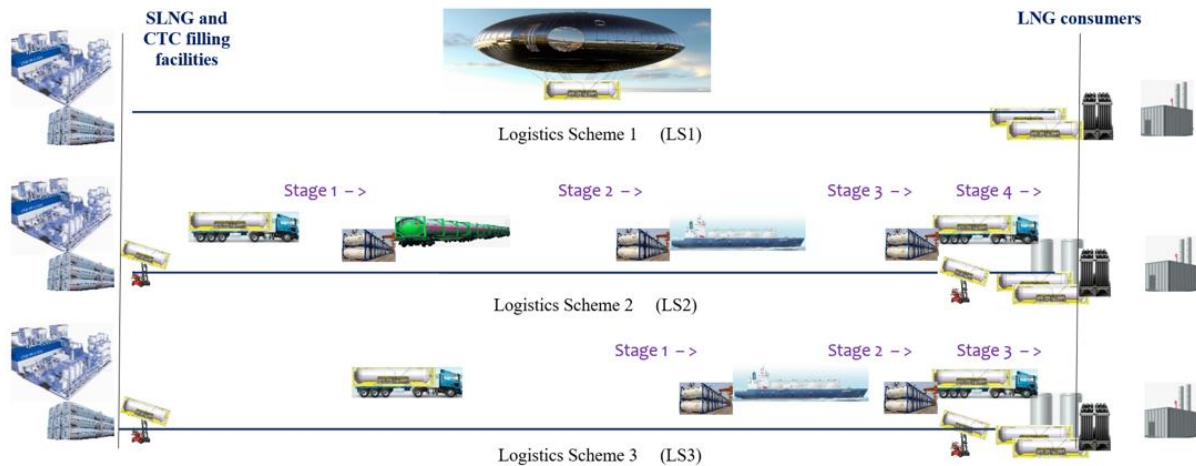 SLNG and
CTC filling
facilities
LNG consumers
Logistics Scheme 1 (LS1)
Stage 1 –>
Stage 2 –>
Stage 3 –>
Stage 4 –>
Logistics Scheme 2 (LS2)
Stage 1 –>
Stage 2 –>
Stage 3 –>
Logistics Scheme 3 (LS3)